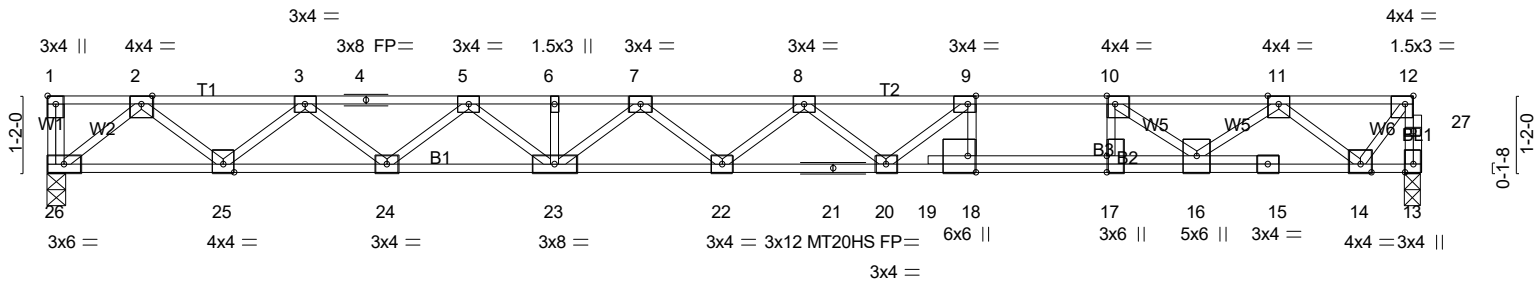 3x4 = 4x4 =
3x4 || 4x4 = 3x8 FP= 3x4 = 1.5x3 || 3x4 = 3x4 = 3x4 = 4x4 = 4x4 = 1.5x3 =
1 2 3 4 5 6 7 8 9 10 11 12
T1 T2
W1 W2 W5 W5 W6 BL1 27
1-2-0 B1 B3 B2 0-1-8 1-2-0
26 25 24 23 22 21 20 19 18 17 16 15 14 13
3x6 = 4x4 = 3x4 = 3x8 = 3x4 = 3x12 MT20HS FP= 6x6 || 3x6 || 5x6 || 3x4 = 4x4 = 3x4 ||
3x4 =